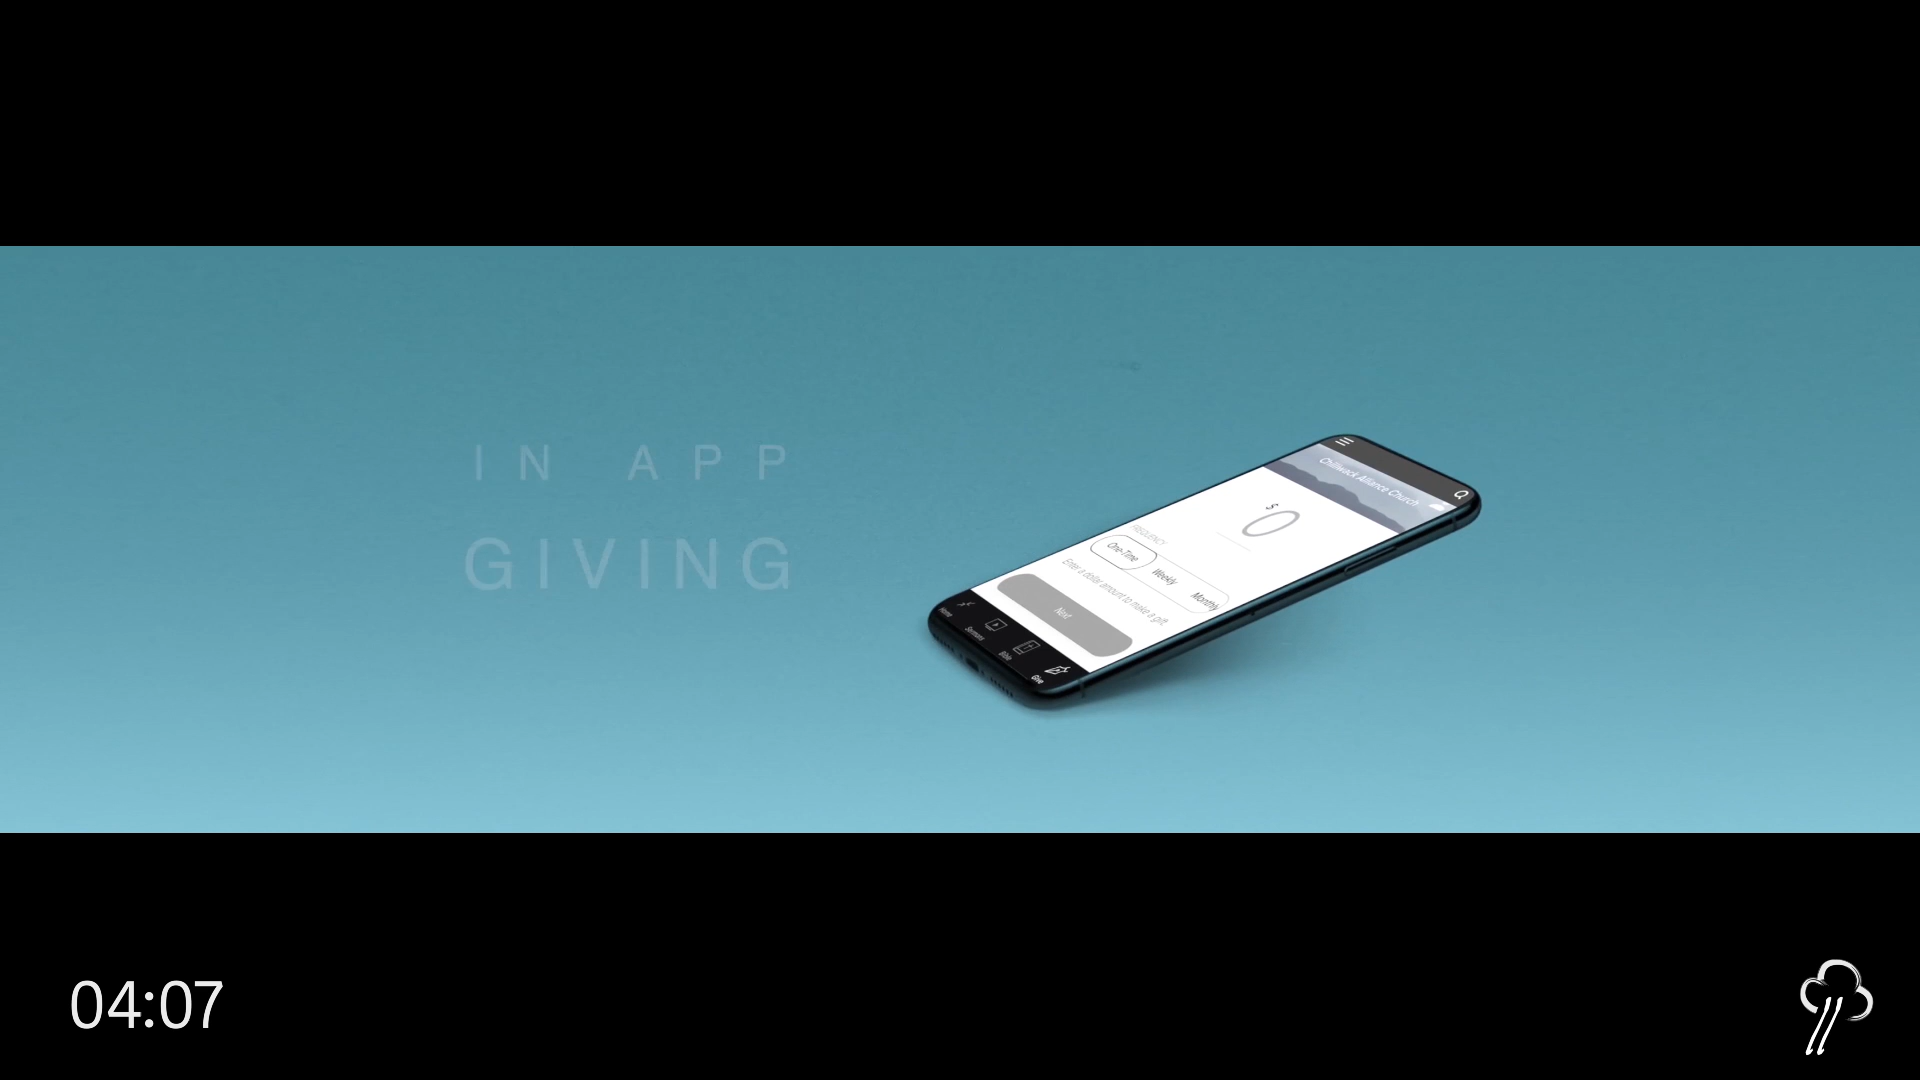 IN APP
GIVING
Chilliwack Alliance Church
$ 0
FREQUENCY
One-Time Weekly Monthly
Enter a dollar amount to make a gift
Next
Home Sermons Bible Give
04:07